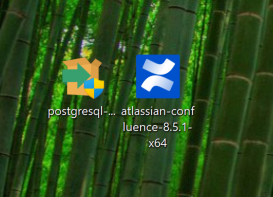 postgresql-...
atlassian-conf
luence-8.5.1-
x64